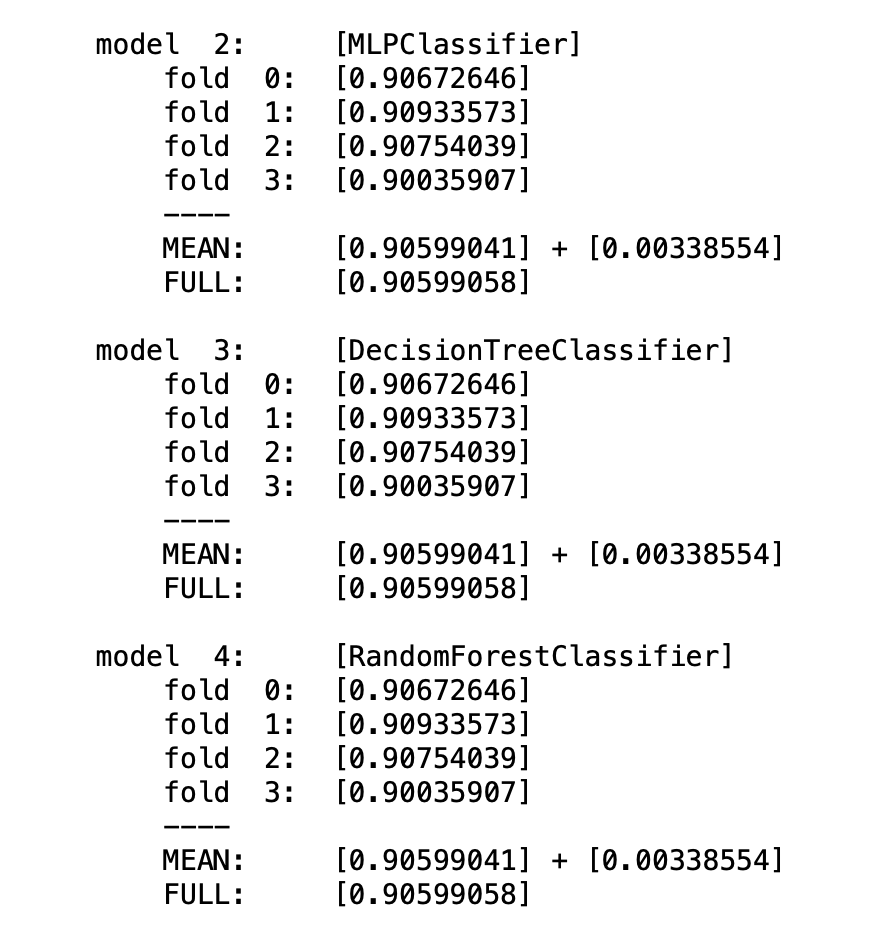 model  2:     [MLPClassifier]
    fold  0:  [0.90672646]
    fold  1:  [0.90933573]
    fold  2:  [0.90754039]
    fold  3:  [0.90035907]
    ----
    MEAN:     [0.90599041] + [0.00338554]
    FULL:     [0.90599058]

model  3:     [DecisionTreeClassifier]
    fold  0:  [0.90672646]
    fold  1:  [0.90933573]
    fold  2:  [0.90754039]
    fold  3:  [0.90035907]
    ----
    MEAN:     [0.90599041] + [0.00338554]
    FULL:     [0.90599058]

model  4:     [RandomForestClassifier]
    fold  0:  [0.90672646]
    fold  1:  [0.90933573]
    fold  2:  [0.90754039]
    fold  3:  [0.90035907]
    ----
    MEAN:     [0.90599041] + [0.00338554]
    FULL:     [0.90599058]